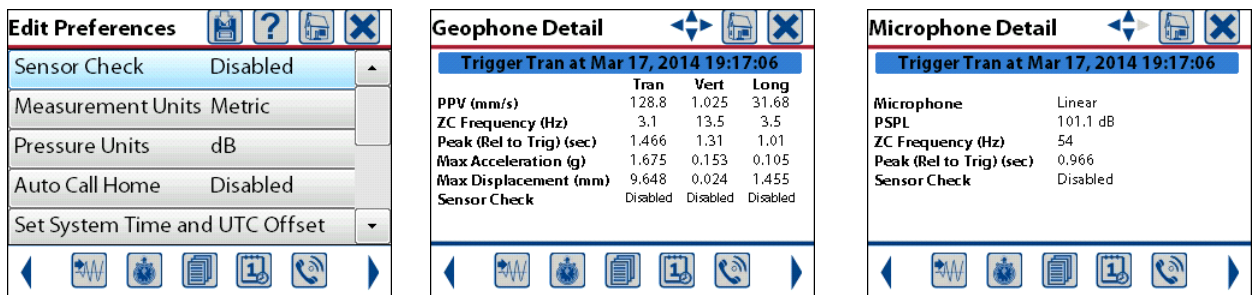 Edit Preferences
Sensor Check Disabled
Measurement Units Metric
Pressure Units dB
Auto Call Home Disabled
Set System Time and UTC Offset
Geophone Detail
Trigger Tran at Mar 17, 2014 19:17:06
Tran Vert Long
PPV (mm/s) 128.8 1.025 31.68
ZC Frequency (Hz) 3.1 13.5 3.5
Peak (Rel to Trig) (sec) 1.466 1.31 1.01
Max Acceleration (g) 1.675 0.153 0.105
Max Displacement (mm) 9.648 0.024 1.455
Sensor Check Disabled Disabled Disabled
Microphone Detail
Trigger Tran at Mar 17, 2014 19:17:06
Microphone Linear
PSPL 101.1 dB
ZC Frequency (Hz) 54
Peak (Rel to Trig) (sec) 0.966
Sensor Check Disabled